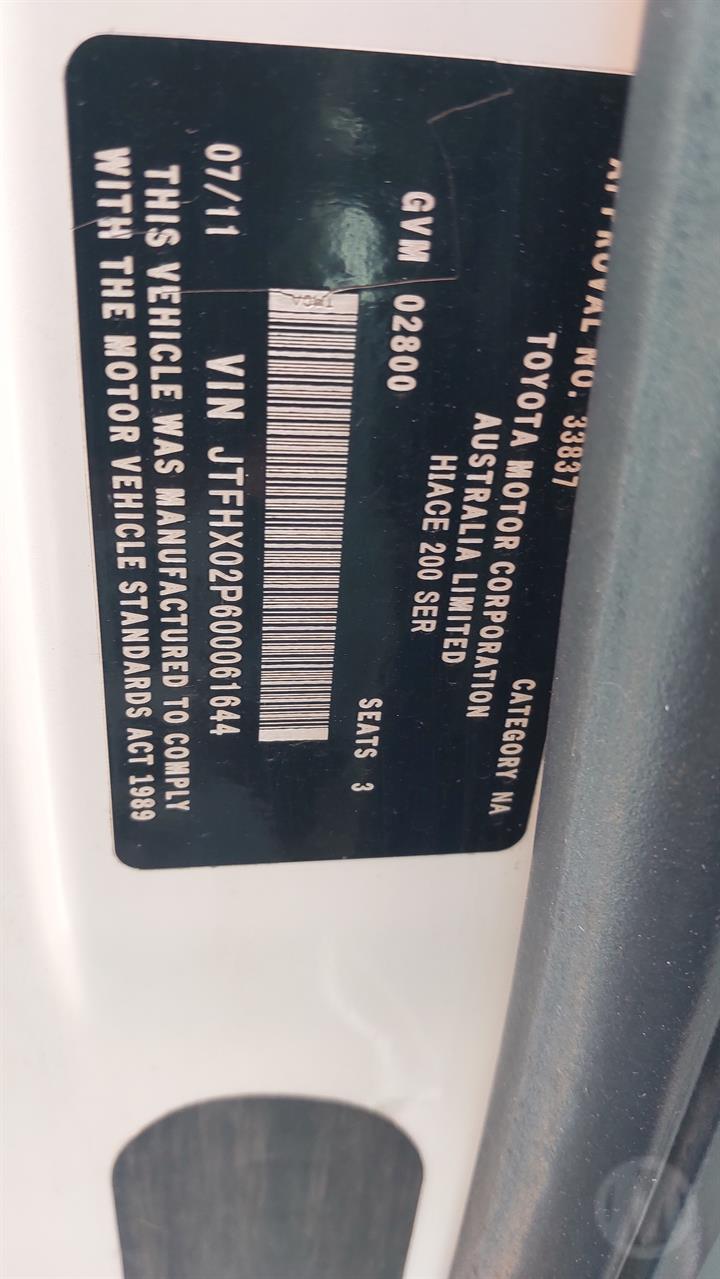 APPROVAL NO. 33837 CATEGORY NA
TOYOTA MOTOR CORPORATION
AUSTRALIA LIMITED
HIACE 200 SER
GVM 02800 SEATS 3
TMCA
07/11 VIN JTFHX02P600061644
THIS VEHICLE WAS MANUFACTURED TO COMPLY
WITH THE MOTOR VEHICLE STANDARDS ACT 1989